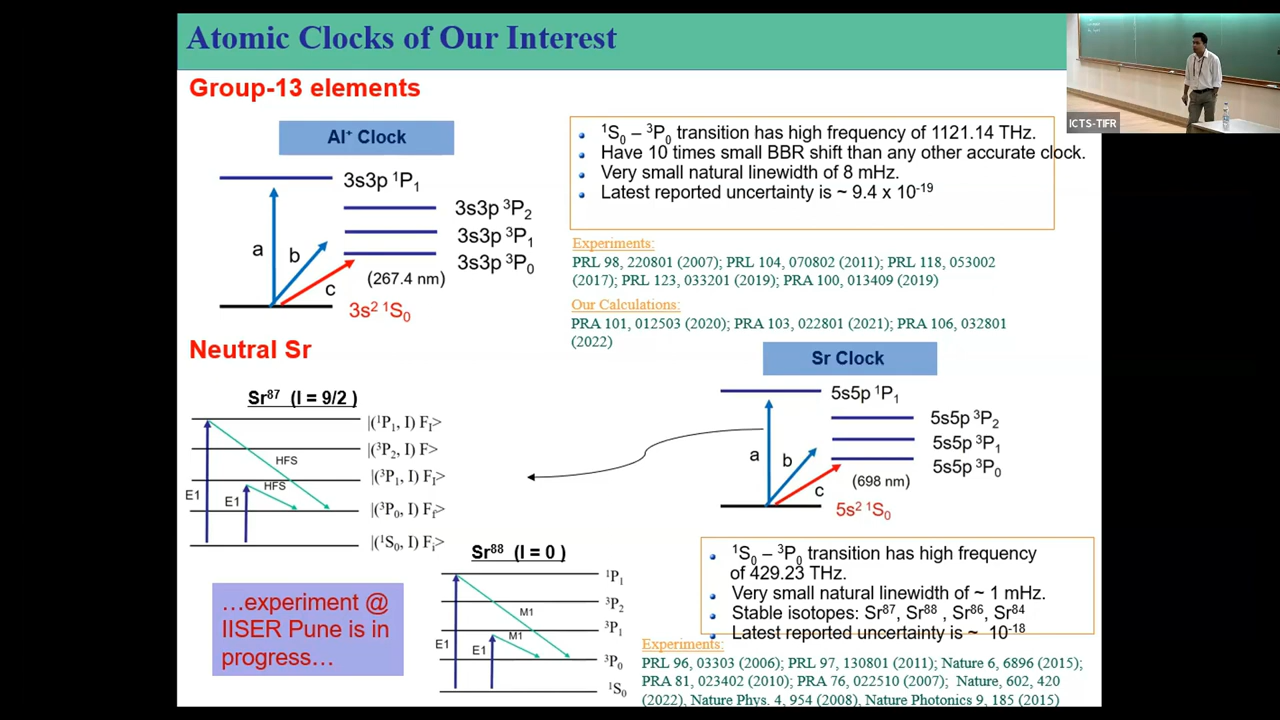 Atomic Clocks of Our Interest
ICTS-TIFR
Group-13 elements
Al⁺ Clock
3s3p ¹P₁
3s3p ³P₂
3s3p ³P₁
3s3p ³P₀
a
b
c
(267.4 nm)
3s² ¹S₀
¹S₀ – ³P₀ transition has high frequency of 1121.14 THz.
Have 10 times small BBR shift than any other accurate clock.
Very small natural linewidth of 8 mHz.
Latest reported uncertainty is ~ 9.4 x 10⁻¹⁹
Experiments:
PRL 98, 220801 (2007); PRL 104, 070802 (2011); PRL 118, 053002
(2017); PRL 123, 033201 (2019); PRA 100, 013409 (2019)
Our Calculations:
PRA 101, 012503 (2020); PRA 103, 022801 (2021); PRA 106, 032801
(2022)
Neutral Sr
Sr⁸⁷ (I = 9/2 )
|(¹P₁, I) Fᵢ>
|(³P₂, I) F>
|(³P₁, I) Fᵢ>
|(³P₀, I) Fᵢ>
|(¹S₀, I) Fᵢ>
HFS
HFS
E1
E1
Sr Clock
5s5p ¹P₁
5s5p ³P₂
5s5p ³P₁
5s5p ³P₀
a
b
c
(698 nm)
5s² ¹S₀
Sr⁸⁸ (I = 0 )
¹P₁
³P₂
³P₁
³P₀
¹S₀
M1
M1
E1
E1
…experiment @
IISER Pune is in
progress…
¹S₀ – ³P₀ transition has high frequency
of 429.23 THz.
Very small natural linewidth of ~ 1 mHz.
Stable isotopes: Sr⁸⁷, Sr⁸⁸ , Sr⁸⁶, Sr⁸⁴
Latest reported uncertainty is ~ 10⁻¹⁸
Experiments:
PRL 96, 03303 (2006); PRL 97, 130801 (2011); Nature 6, 6896 (2015);
PRA 81, 023402 (2010); PRA 76, 022510 (2007); Nature, 602, 420
(2022), Nature Phys. 4, 954 (2008), Nature Photonics 9, 185 (2015)